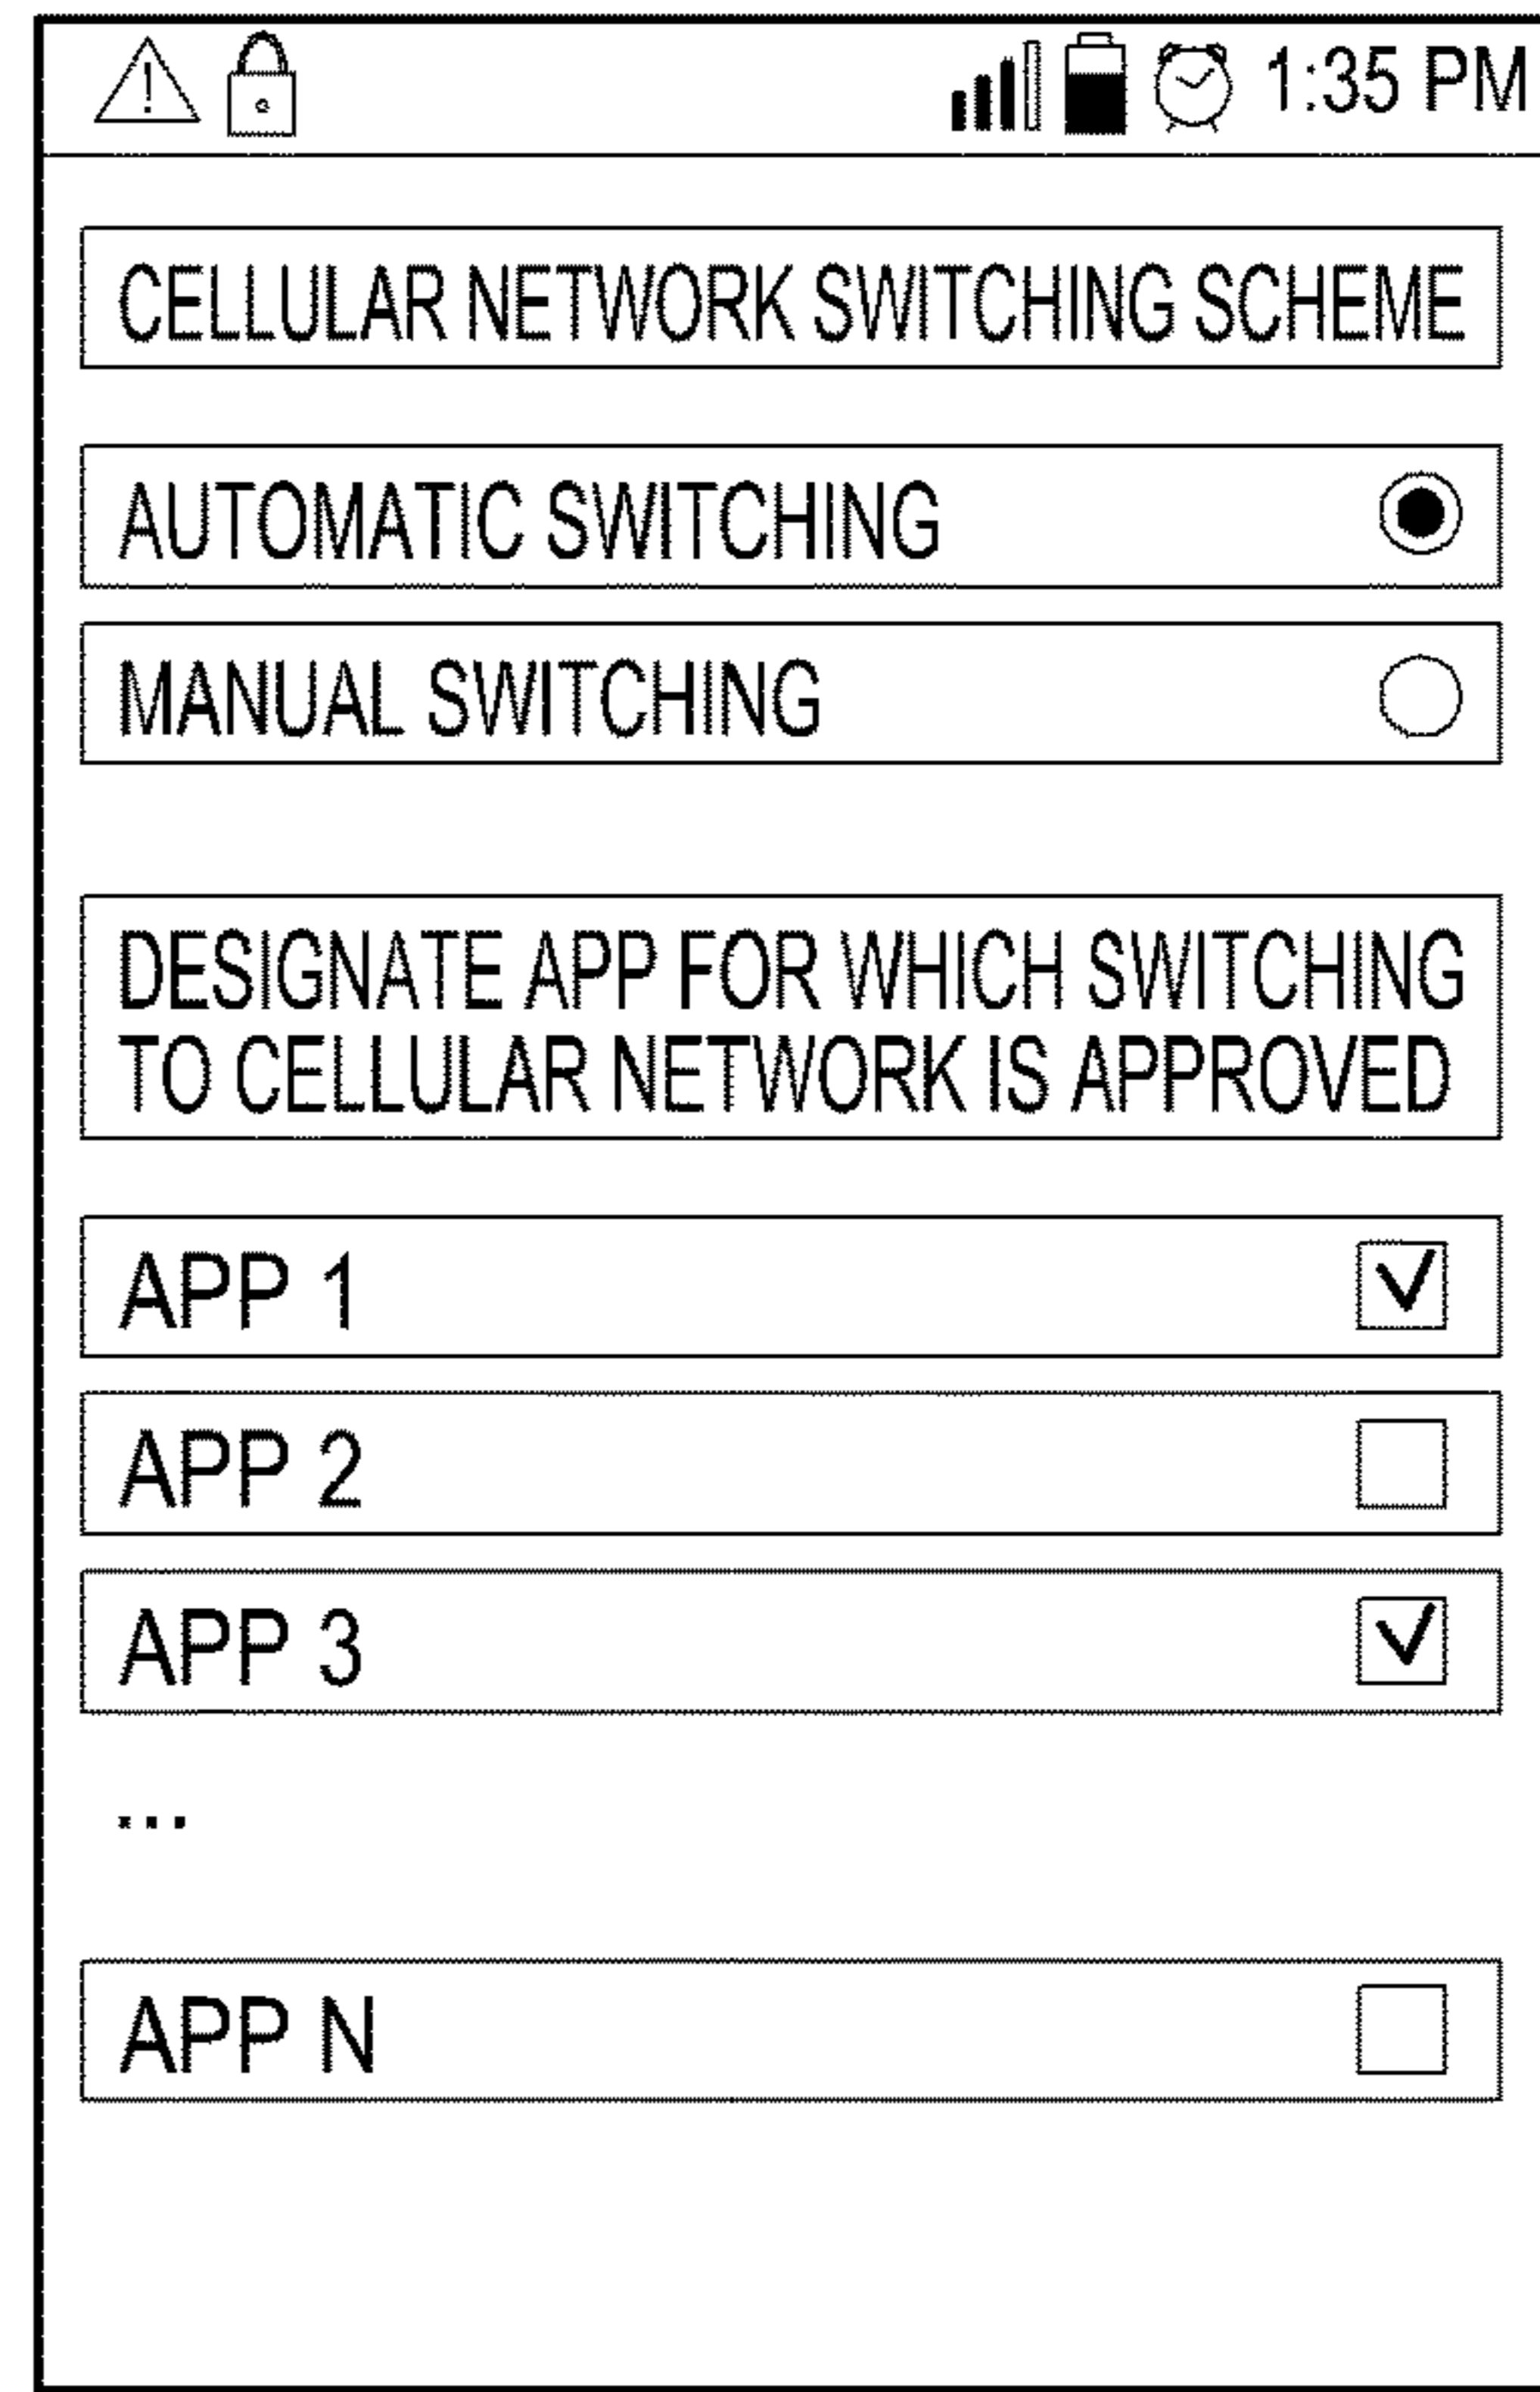 1:35 PM
CELLULAR NETWORK SWITCHING SCHEME
AUTOMATIC SWITCHING
MANUAL SWITCHING
DESIGNATE APP FOR WHICH SWITCHING
TO CELLULAR NETWORK IS APPROVED
APP 1
APP 2
APP 3
...
APP N